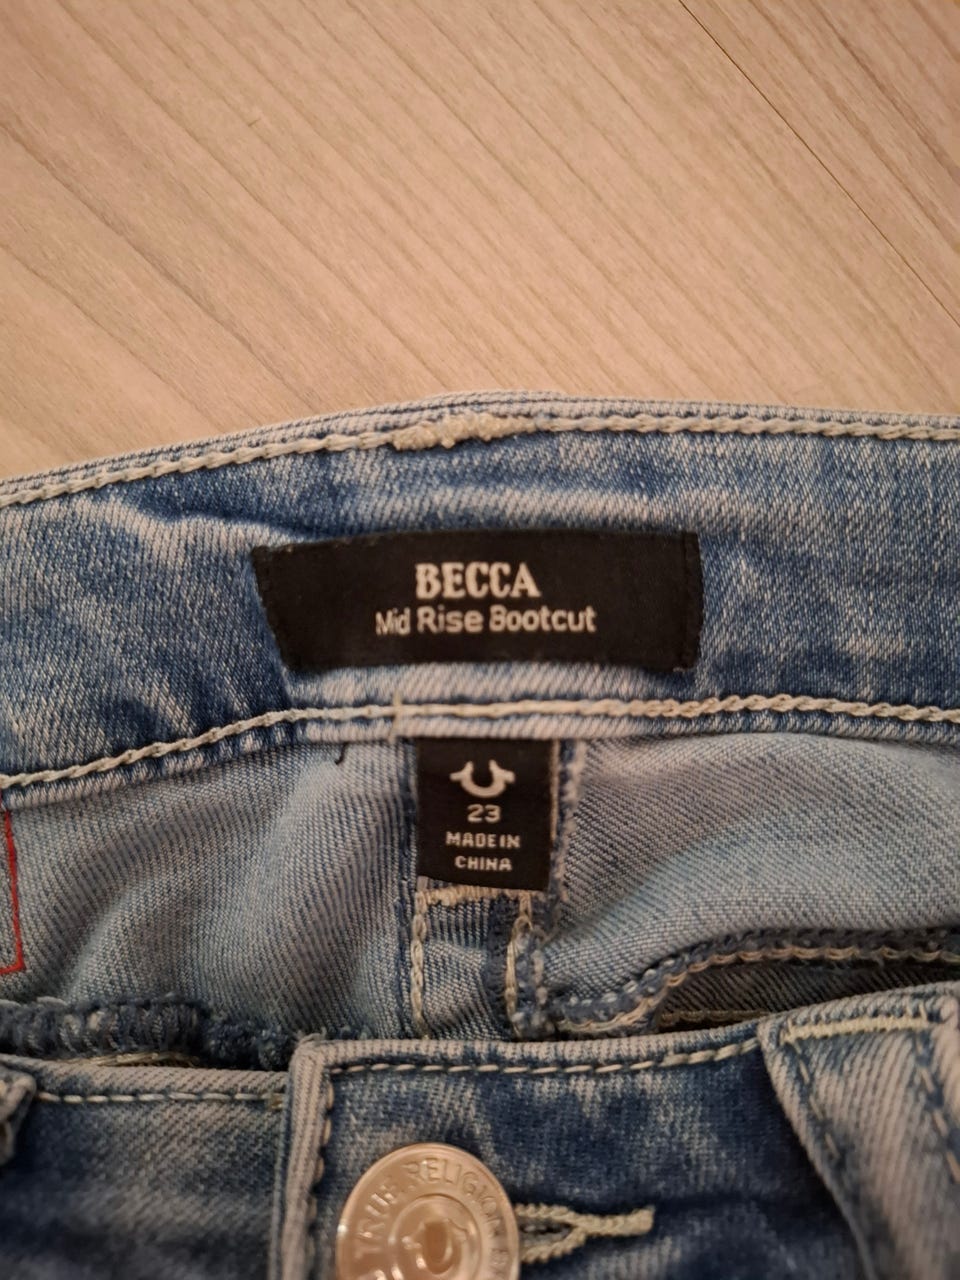 BECCA
Mid Rise Bootcut
23
MADE IN
CHINA
TRUE RELIGION